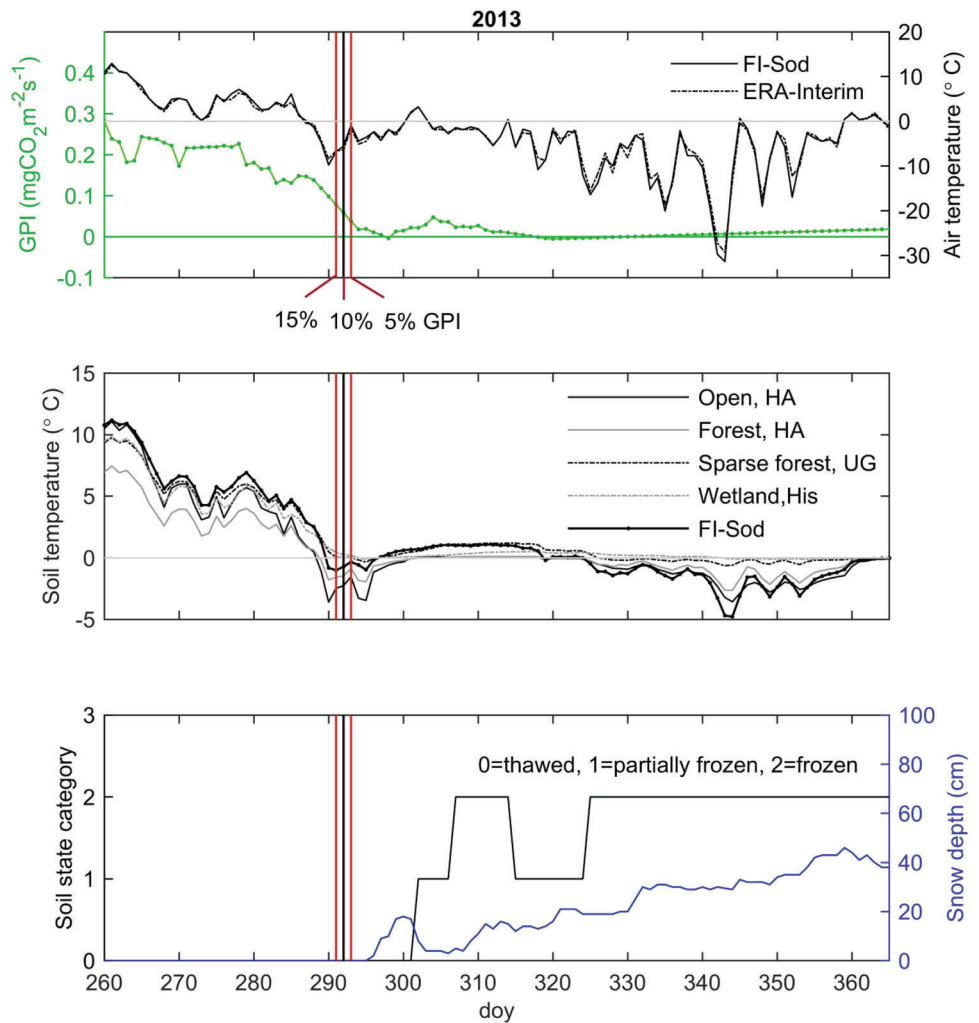 2013
20
0.4
FI-Sod
10
ERA-Interim
0.3
0
0.2
-10
0.1
-20
0
-30
-0.1
GPI (mgCO2m-2s-1)
Air temperature (° C)
15% 10% 5% GPI
15
Open, HA
10
Forest, HA
Sparse forest, UG
5
Wetland,His
FI-Sod
0
-5
Soil temperature (° C)
3
100
0=thawed, 1=partially frozen, 2=frozen
80
2
60
1
40
20
0
0
Soil state category
Snow depth (cm)
260 270 280 290 300 310 320 330 340 350 360
doy